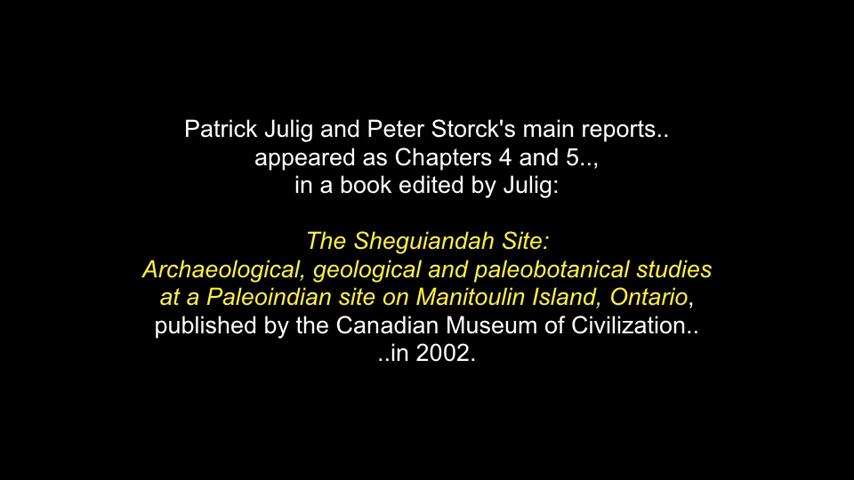 Patrick Julig and Peter Storck's main reports..
appeared as Chapters 4 and 5..,
in a book edited by Julig:
The Sheguiandah Site:
Archaeological, geological and paleobotanical studies
at a Paleoindian site on Manitoulin Island, Ontario,
published by the Canadian Museum of Civilization..
..in 2002.